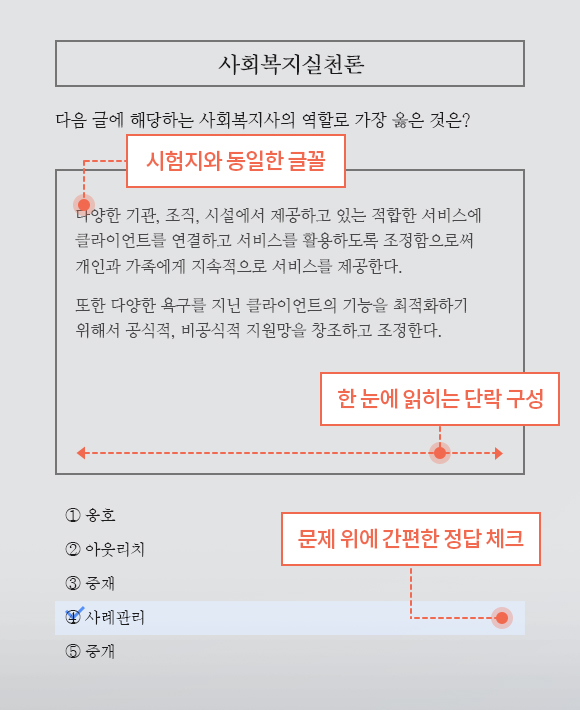 사회복지실천론
다음 글에 해당하는 사회복지사의 역할로 가장 옳은 것은?
시험지와 동일한 글꼴
다양한 기관, 조직, 시설에서 제공하고 있는 적합한 서비스에
클라이언트를 연결하고 서비스를 활용하도록 조정함으로써
개인과 가족에게 지속적으로 서비스를 제공한다.
또한 다양한 욕구를 지닌 클라이언트의 기능을 최적화하기
위해서 공식적, 비공식적 지원망을 창조하고 조정한다.
한 눈에 읽히는 단락 구성
① 옹호
② 아웃리치
문제 위에 간편한 정답 체크
③ 중재
④ 사례관리
⑤ 중개